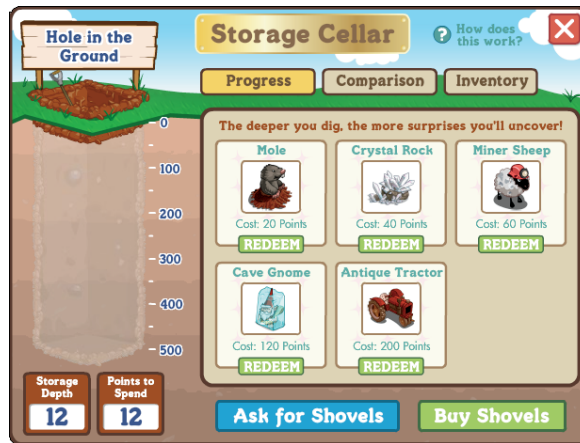 Hole in the
Ground
Storage Cellar
? How does
this work?
X
Progress
Comparison
Inventory
0
100
200
300
400
500
The deeper you dig, the more surprises you'll uncover!
Mole
Cost: 20 Points
REDEEM
Crystal Rock
Cost: 40 Points
REDEEM
Miner Sheep
Cost: 60 Points
REDEEM
Cave Gnome
Cost: 120 Points
REDEEM
Antique Tractor
Cost: 200 Points
REDEEM
Storage
Depth
12
Points to
Spend
12
Ask for Shovels
Buy Shovels